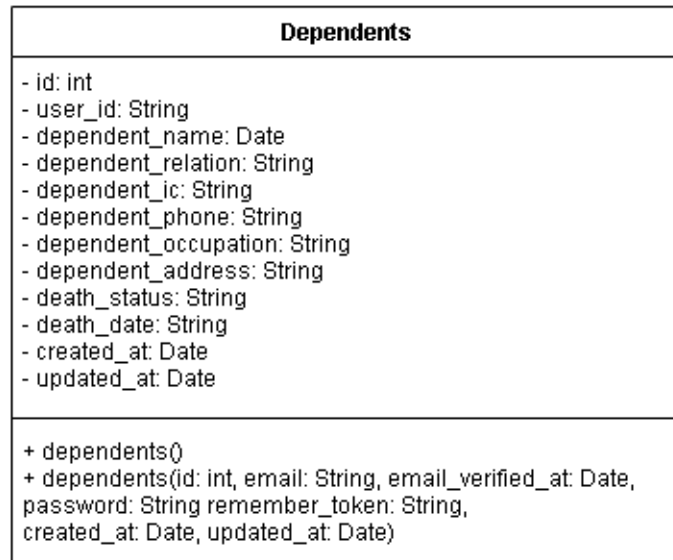 Dependents
- id: int
- user_id: String
- dependent_name: Date
- dependent_relation: String
- dependent_ic: String
- dependent_phone: String
- dependent_occupation: String
- dependent_address: String
- death_status: String
- death_date: String
- created_at: Date
- updated_at: Date
+ dependents()
+ dependents(id: int, email: String, email_verified_at: Date,
password: String remember_token: String,
created_at: Date, updated_at: Date)